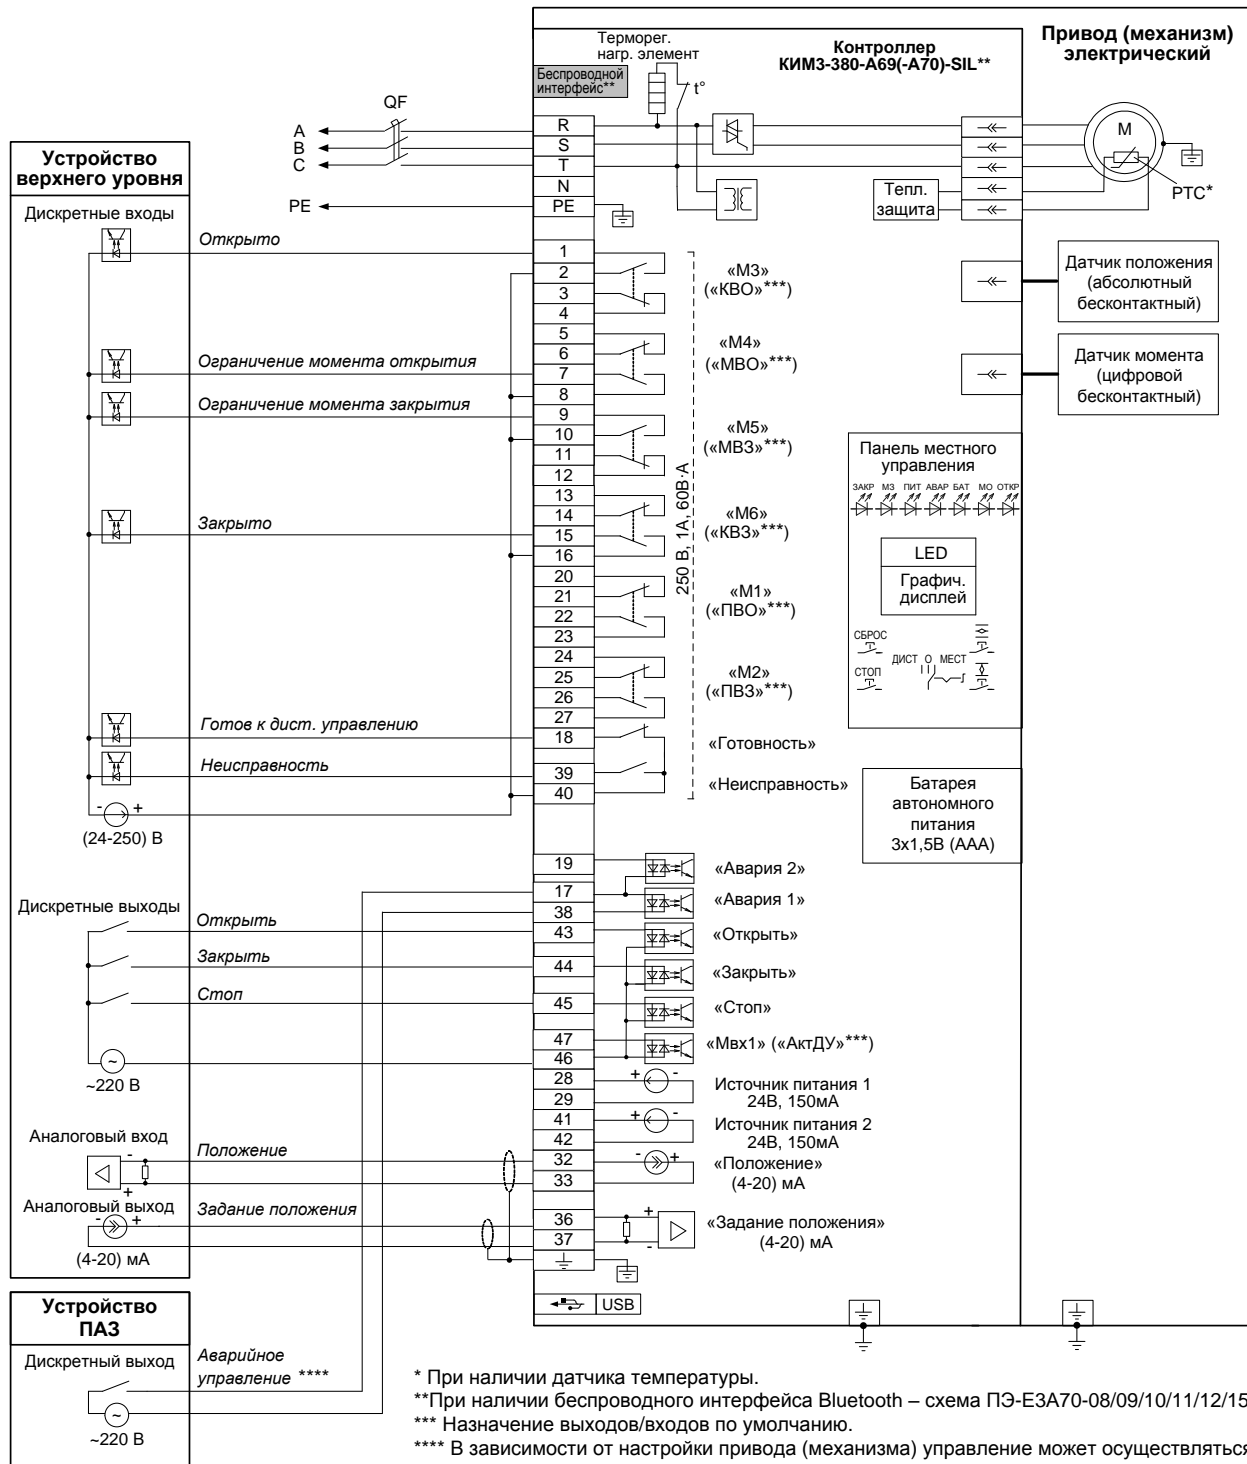 Привод (механизм)
электрический
Контроллер
КИМ3-380-А69(-А70)-SIL**
Терморег.
нагр. элемент
t°
Беспроводной
интерфейс**
QF
A
B
C
PE
R
S
T
N
PE
M
PTC*
Тепл.
защита
Устройство
верхнего уровня
Дискретные входы
Открыто
Ограничение момента открытия
Ограничение момента закрытия
Закрыто
Готов к дист. управлению
Неисправность
- +
(24-250) В
1
2
3
4
5
6
7
8
9
10
11
12
13
14
15
16
20
21
22
23
24
25
26
27
18
39
40
«М3»
(«КВО»***)
«М4»
(«МВО»***)
«М5»
(«МВЗ»***)
«М6»
(«КВЗ»***)
«М1»
(«ПВО»***)
«М2»
(«ПВЗ»***)
«Готовность»
«Неисправность»
250 В, 1А, 60В·А
Датчик положения
(абсолютный
бесконтактный)
Датчик момента
(цифровой
бесконтактный)
Панель местного
управления
ЗАКР МЗ ПИТ АВАР БАТ МО ОТКР
LED
Графич.
дисплей
СБРОС
ДИСТ О МЕСТ
СТОП
Батарея
автономного
питания
3х1,5В (ААА)
19
17
38
43
44
45
47
46
28
29
41
42
32
33
36
37
«Авария 2»
«Авария 1»
«Открыть»
«Закрыть»
«Стоп»
«Мвх1» («АктДУ»***)
+ -
Источник питания 1
24В, 150мА
+ -
Источник питания 2
24В, 150мА
- +
«Положение»
(4-20) мА
+
-
«Задание положения»
(4-20) мА
USB
Дискретные выходы
Открыть
Закрыть
Стоп
~
~220 В
Аналоговый вход
Положение
-
+
Аналоговый выход
Задание положения
- +
(4-20) мА
Устройство
ПАЗ
Дискретный выход
Аварийное
управление ****
~
~220 В
* При наличии датчика температуры.
**При наличии беспроводного интерфейса Bluetooth – схема ПЭ-ЕЗА70-08/09/10/11/12/15
*** Назначение выходов/входов по умолчанию.
**** В зависимости от настройки привода (механизма) управление может осуществляться